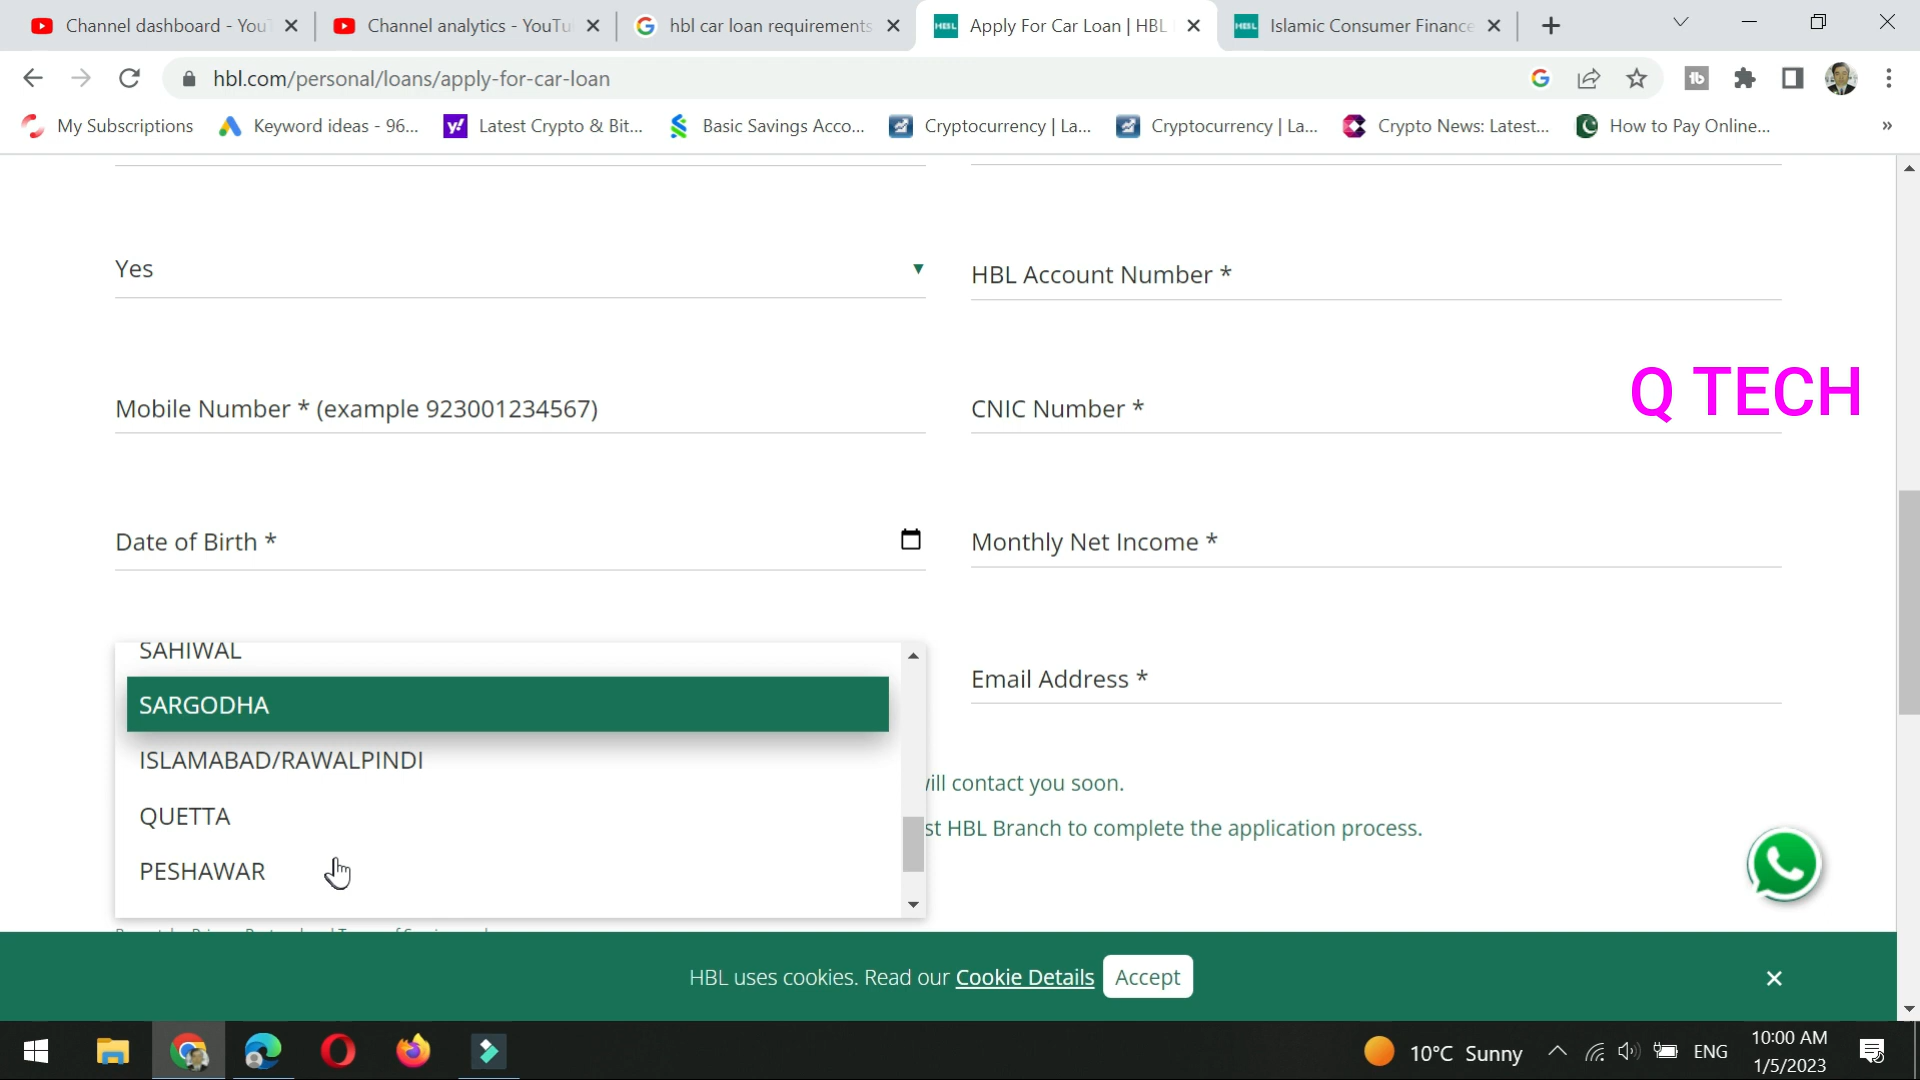 Channel dashboard - You
Channel analytics - YouTu
hbl car loan requirements
HBL
Apply For Car Loan | HBL
HBL
Islamic Consumer Finance
hbl.com/personal/loans/apply-for-car-loan
My Subscriptions
Keyword ideas - 96...
Latest Crypto & Bit...
Basic Savings Acco...
Cryptocurrency | La...
Cryptocurrency | La...
Crypto News: Latest...
How to Pay Online...
»
Yes
HBL Account Number *
Q TECH
Mobile Number * (example 923001234567)
CNIC Number *
Date of Birth *
Monthly Net Income *
SAHIWAL
SARGODHA
ISLAMABAD/RAWALPINDI
QUETTA
PESHAWAR
Email Address *
will contact you soon.
st HBL Branch to complete the application process.
HBL uses cookies. Read our Cookie Details
Accept
10°C Sunny
ENG
10:00 AM
1/5/2023